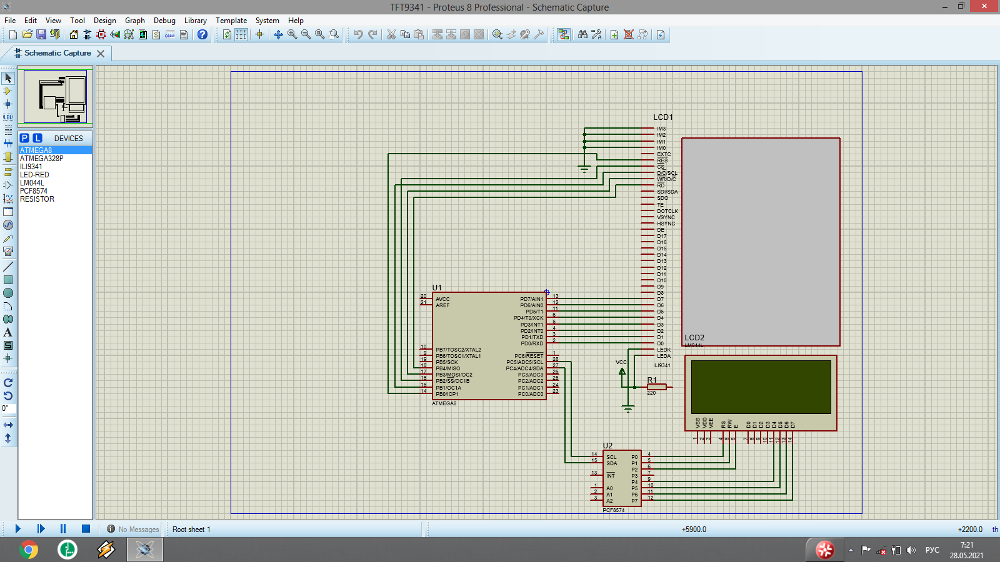 TFT9341 - Proteus 8 Professional - Schematic Capture
File Edit View Tool Design Graph Debug Library Template System Help
Schematic Capture
P L DEVICES
ATMEGA8
ATMEGA328P
ILI9341
LED-RED
LM044L
PCF8574
RESISTOR
LBL
A
S
0°
LCD1
IM3
IM2
IM1
IM0
EXTC
RES
CS
D/C/SCL
WR/D/C
RD
SDI/SDA
SDO
TE
DOTCLK
VSYNC
HSYNC
DE
D17
D16
D15
D14
D13
D12
D11
D10
D9
D8
D7
D6
D5
D4
D3
D2
D1
D0
LEDK
LEDA
ILI9341
U1
20 AVCC PD7/AIN1 13
21 AREF PD6/AIN0 12
PD5/T1 11
PD4/T0/XCK 6
PD3/INT1 5
PD2/INT0 4
PD1/TXD 3
PD0/RXD 2
10 PB7/TOSC2/XTAL2
9 PB6/TOSC1/XTAL1 PC6/RESET 1
19 PB5/SCK PC5/ADC5/SCL 28
18 PB4/MISO PC4/ADC4/SDA 27
17 PB3/MOSI/OC2 PC3/ADC3 26
16 PB2/SS/OC1B PC2/ADC2 25
15 PB1/OC1A PC1/ADC1 24
14 PB0/ICP1 PC0/ADC0 23
ATMEGA8
VCC
R1
220
LCD2
LM044L
VSS VDD VEE RS RW E D0 D1 D2 D3 D4 D5 D6 D7
1 2 3 4 5 6 7 8 9 10 11 12 13 14
U2
14 SCL P0 4
15 SDA P1 5
P2 6
13 INT P3 7
P4 9
1 A0 P5 10
2 A1 P6 11
3 A2 P7 12
PCF8574
No Messages Root sheet 1 +5900.0 +2200.0 th
РУС
7:21
28.05.2021